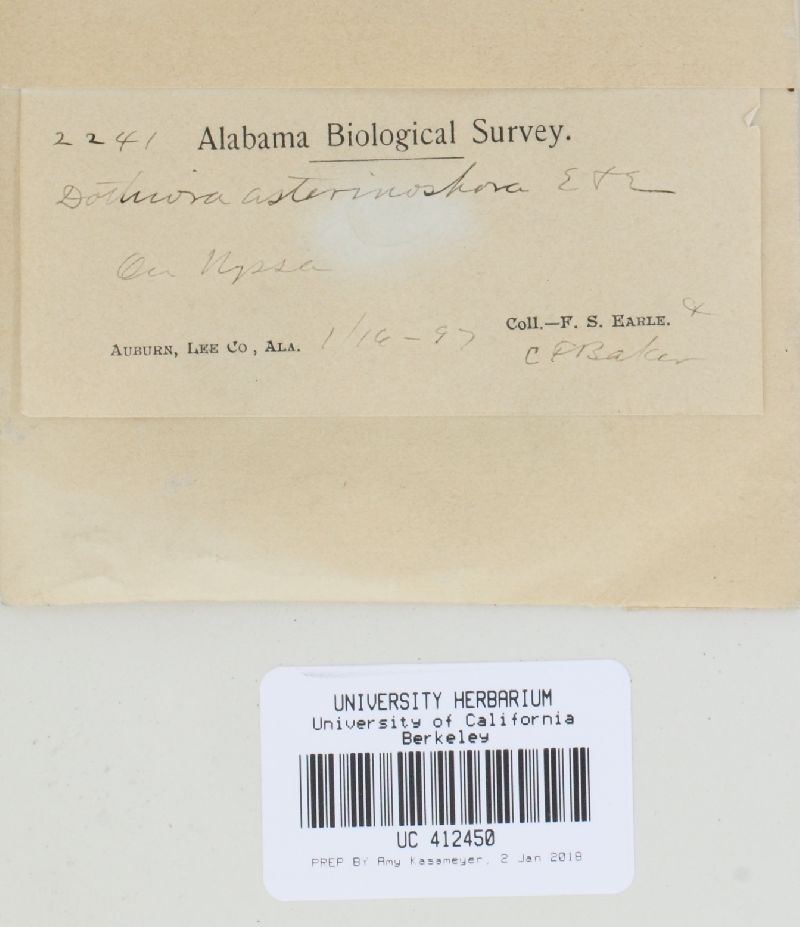 2241 Alabama Biological Survey.
Dothiora asterinospora E & E
On Nyssa
Coll.—F. S. Earle. &
Auburn, Lee Co, Ala. 1/16-97
C F Baker
UNIVERSITY HERBARIUM
University of California
Berkeley
UC 412450
PREP BY Amy Kasameyer, 2 Jan 2018